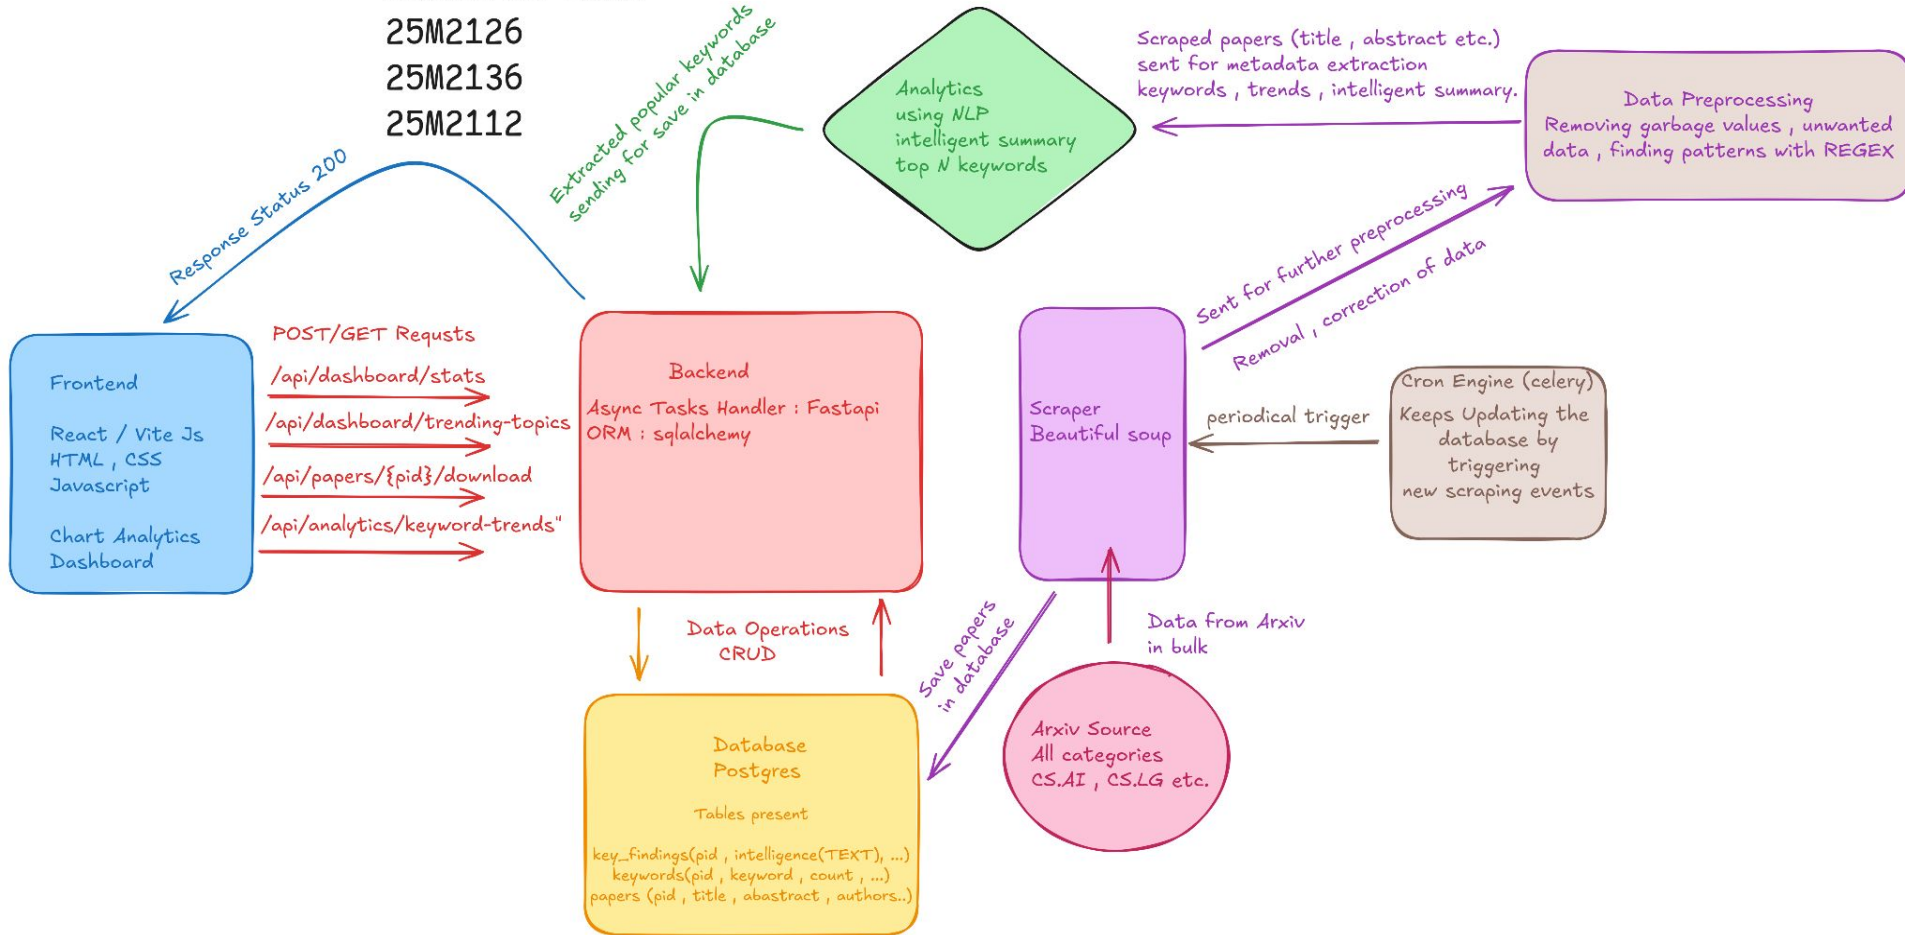 25M2126
25M2136
25M2112
Response Status 200
Extracted popular keywords
sending for save in database
Analytics
using NLP
intelligent summary
top N keywords
Scraped papers (title , abstract etc.)
sent for metadata extraction
keywords , trends , intelligent summary.
Data Preprocessing
Removing garbage values , unwanted
data , finding patterns with REGEX
Sent for further preprocessing
Removal , correction of data
Frontend
React / Vite Js
HTML , CSS
Javascript
Chart Analytics
Dashboard
POST/GET Requsts
/api/dashboard/stats
/api/dashboard/trending-topics
/api/papers/{pid}/download
/api/analytics/keyword-trends"
Backend
Async Tasks Handler : Fastapi
ORM : sqlalchemy
Scraper
Beautiful soup
periodical trigger
Cron Engine (celery)
Keeps Updating the
database by
triggering
new scraping events
Data Operations
CRUD
Save papers
in database
Data from Arxiv
in bulk
Arxiv Source
All categories
CS.AI , CS.LG etc.
Database
Postgres
Tables present
key_findings(pid , intelligence(TEXT), ...)
keywords(pid , keyword , count , ...)
papers (pid , title , abastract , authors..)